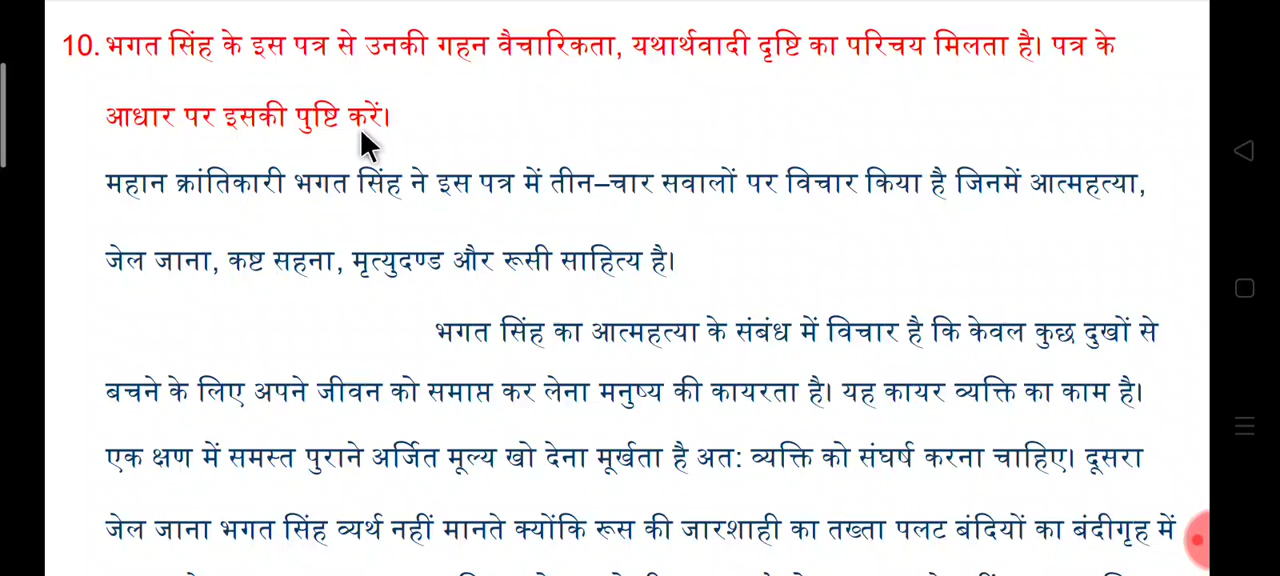 10. भगत सिंह के इस पत्र से उनकी गहन वैचारिकता, यथार्थवादी दृष्टि का परिचय मिलता है। पत्र के
आधार पर इसकी पुष्टि करें।
महान क्रांतिकारी भगत सिंह ने इस पत्र में तीन–चार सवालों पर विचार किया है जिनमें आत्महत्या,
जेल जाना, कष्ट सहना, मृत्युदण्ड और रूसी साहित्य है।
भगत सिंह का आत्महत्या के संबंध में विचार है कि केवल कुछ दुखों से
बचने के लिए अपने जीवन को समाप्त कर लेना मनुष्य की कायरता है। यह कायर व्यक्ति का काम है।
एक क्षण में समस्त पुराने अर्जित मूल्य खो देना मूर्खता है अत: व्यक्ति को संघर्ष करना चाहिए। दूसरा
जेल जाना भगत सिंह व्यर्थ नहीं मानते क्योंकि रूस की जारशाही का तख्ता पलट बंदियों का बंदीगृह में